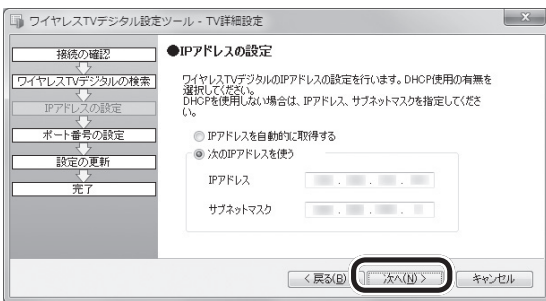 ワイヤレスTVデジタル設定ツール - TV詳細設定
接続の確認
ワイヤレスTVデジタルの検索
IPアドレスの設定
ポート番号の設定
設定の更新
完了
●IPアドレスの設定
ワイヤレスTVデジタルのIPアドレスの設定を行います。DHCP使用の有無を
選択してください。
DHCPを使用しない場合は、IPアドレス、サブネットマスクを指定してくださ
い。
IPアドレスを自動的に取得する
次のIPアドレスを使う
IPアドレス
サブネットマスク
< 戻る(B)
次へ(N) >
キャンセル